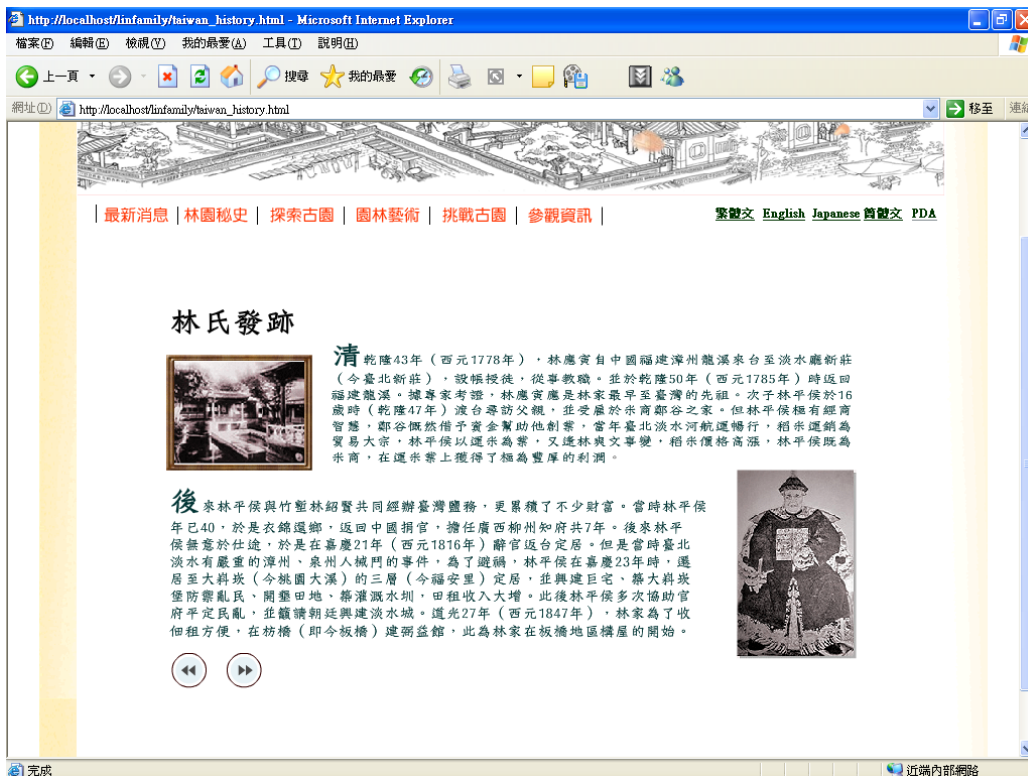 http://localhost/linfamily/taiwan_history.html - Microsoft Internet Explorer
檔案(F) 編輯(E) 檢視(V) 我的最愛(A) 工具(T) 說明(H)
上一頁 搜尋 我的最愛
網址(D) http://localhost/linfamily/taiwan_history.html 移至 連結
最新消息 | 林園秘史 | 探索古園 | 園林藝術 | 挑戰古園 | 參觀資訊 | 繁體文 English Japanese 簡體文 PDA
林氏發跡
清乾隆43年（西元1778年），林應寅自中國福建漳州龍溪來台至淡水廳新莊
（今臺北新莊），設帳授徒，從事教職。並於乾隆50年（西元1785年）時返回
福建龍溪。據專家考證，林應寅應是林家最早至臺灣的先祖。次子林平侯於16
歲時（乾隆47年）渡台尋訪父親，並受雇於米商鄭谷之家。但林平侯極有經商
智慧，鄭谷慨然借予資金幫助他創業，當年臺北淡水河航運暢行，稻米運銷為
貿易大宗，林平侯以運米為業，又逢林爽文事變，稻米價格高漲，林平侯既為
米商，在運米業上獲得了極為豐厚的利潤。
後來林平侯與竹塹林紹賢共同經辦臺灣鹽務，更累積了不少財富。當時林平侯
年已40，於是衣錦還鄉，返回中國捐官，擔任廣西柳州知府共7年。後來林平
侯無意於仕途，於是在嘉慶21年（西元1816年）辭官返台定居。但是當時臺北
淡水有嚴重的漳州、泉州人械鬥的事件，為了避禍，林平侯在嘉慶23年時，遷
居至大嵙崁（今桃園大溪）的三層（今福安里）定居，並興建巨宅、築大嵙崁
堡防禦亂民、開墾田地、築灌溉水圳，田租收入大增。此後林平侯多次協助官
府平定民亂，並籲請朝廷興建淡水城。道光27年（西元1847年），林家為了收
佃租方便，在枋橋（即今板橋）建弼益館，此為林家在板橋地區構屋的開始。
完成 近端內部網路